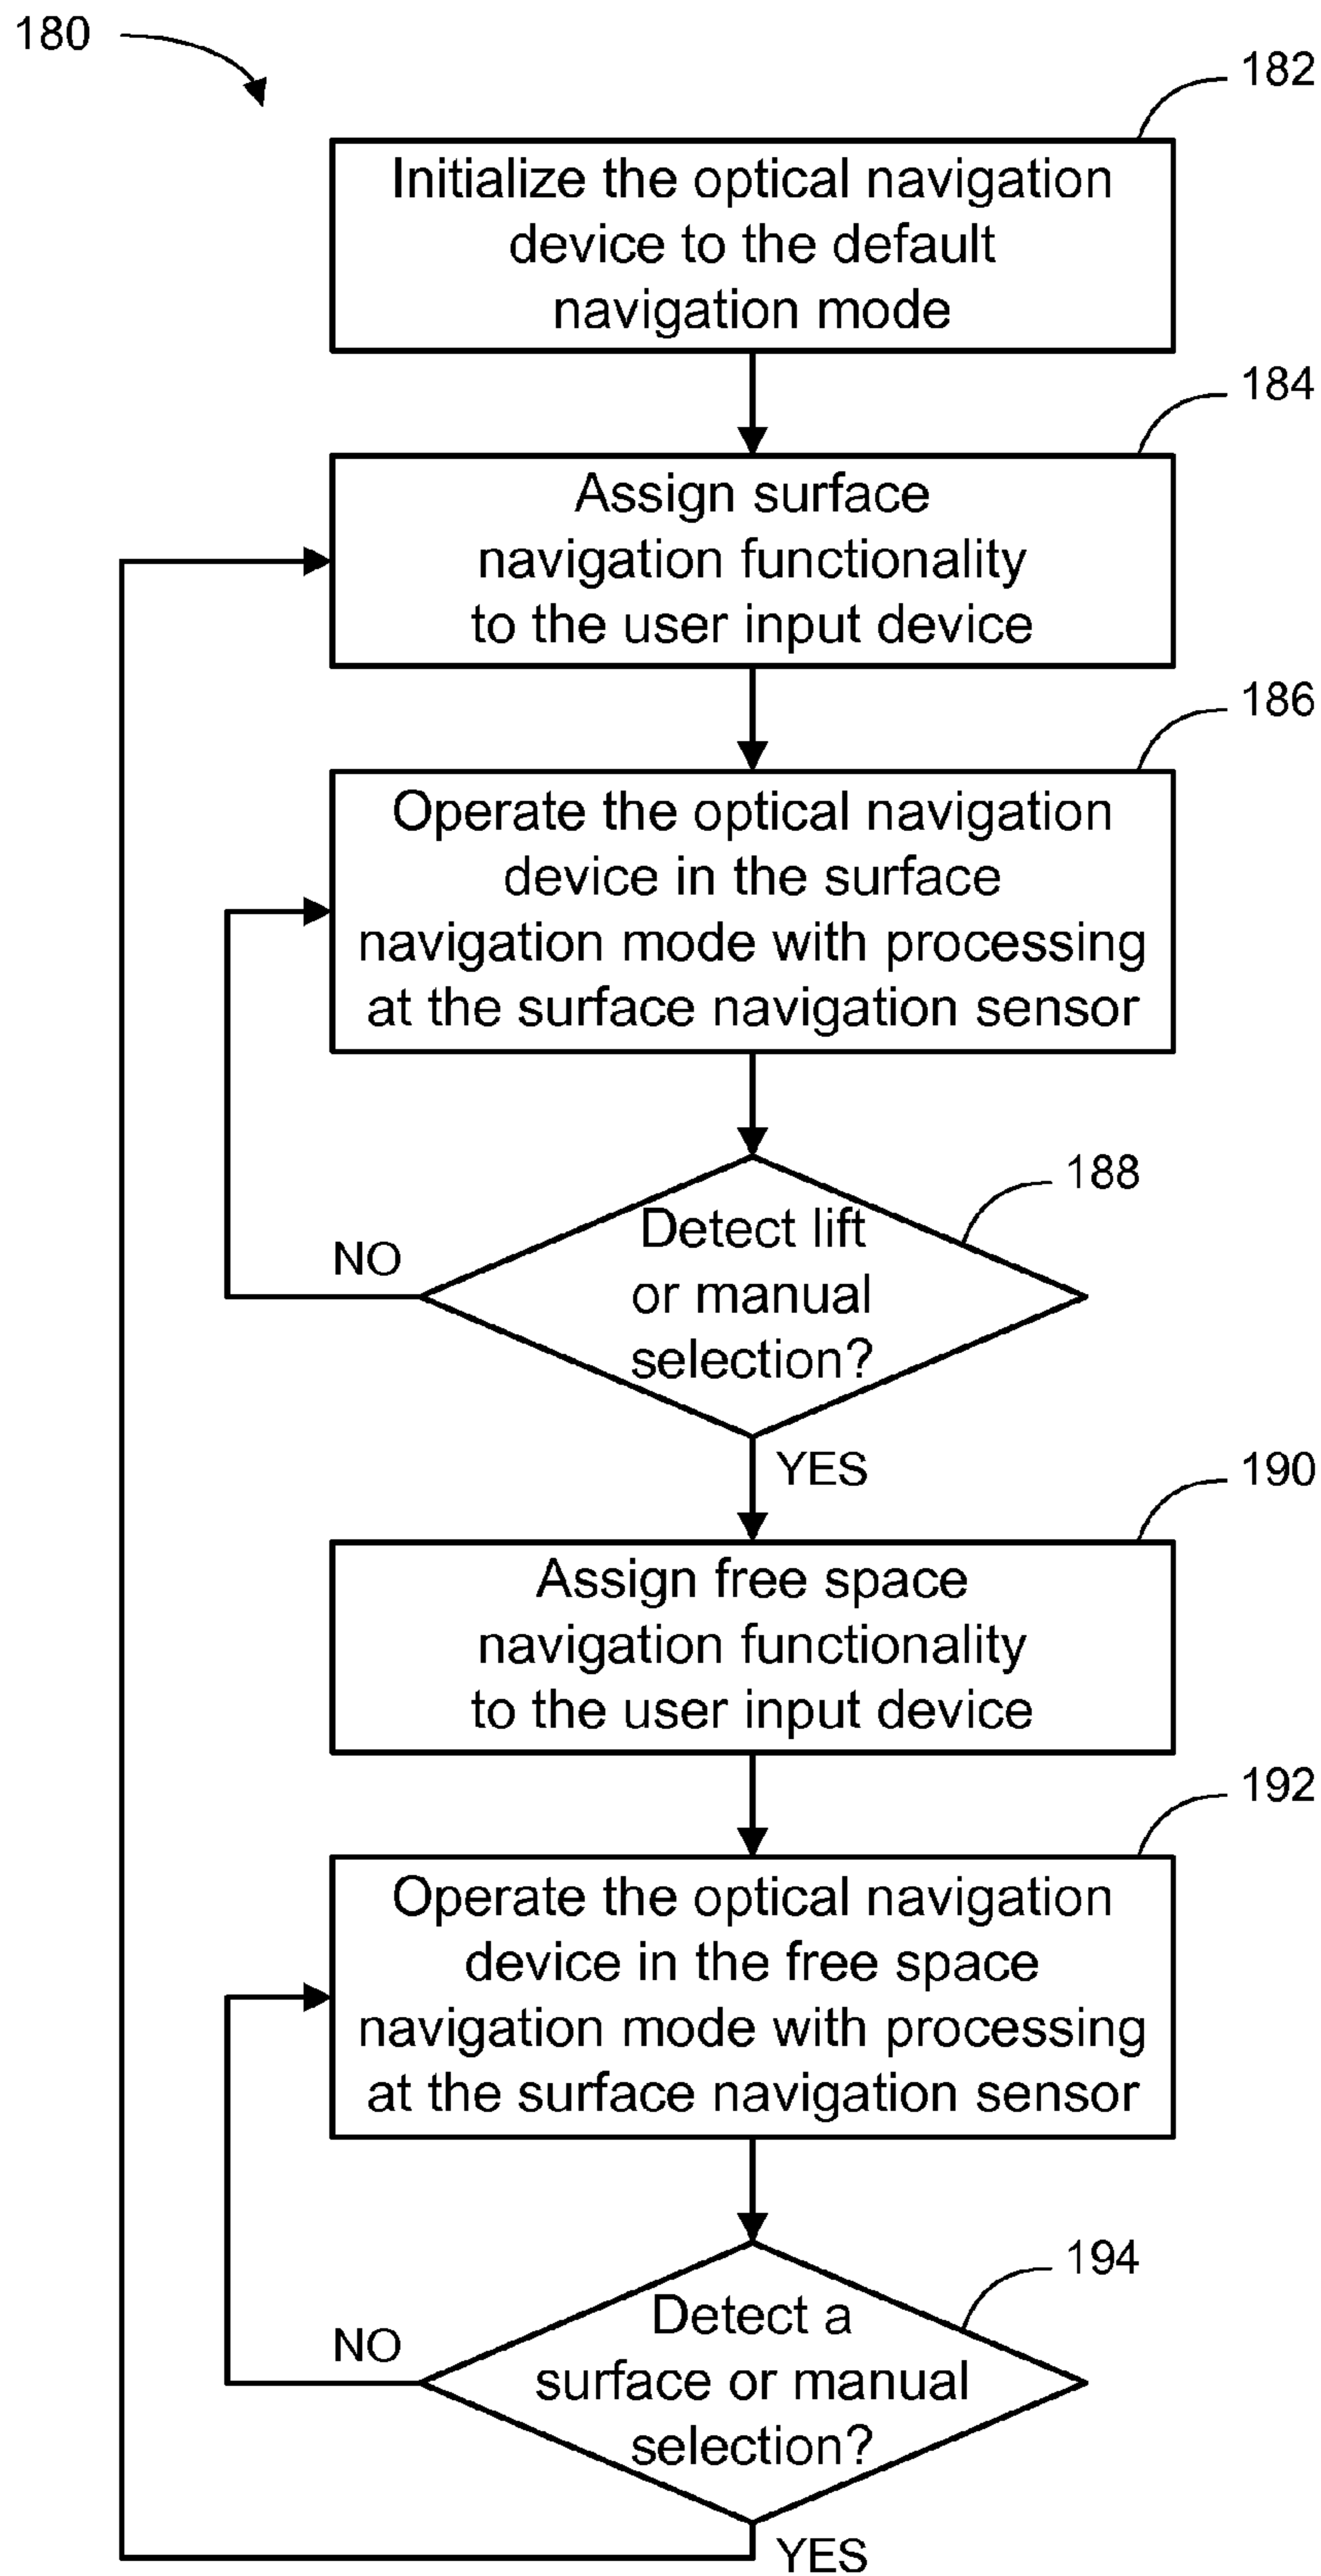 180
182
Initialize the optical navigation
device to the default
navigation mode
184
Assign surface
navigation functionality
to the user input device
186
Operate the optical navigation
device in the surface
navigation mode with processing
at the surface navigation sensor
188
Detect lift
or manual
selection?
NO
YES
190
Assign free space
navigation functionality
to the user input device
192
Operate the optical navigation
device in the free space
navigation mode with processing
at the surface navigation sensor
194
Detect a
surface or manual
selection?
NO
YES